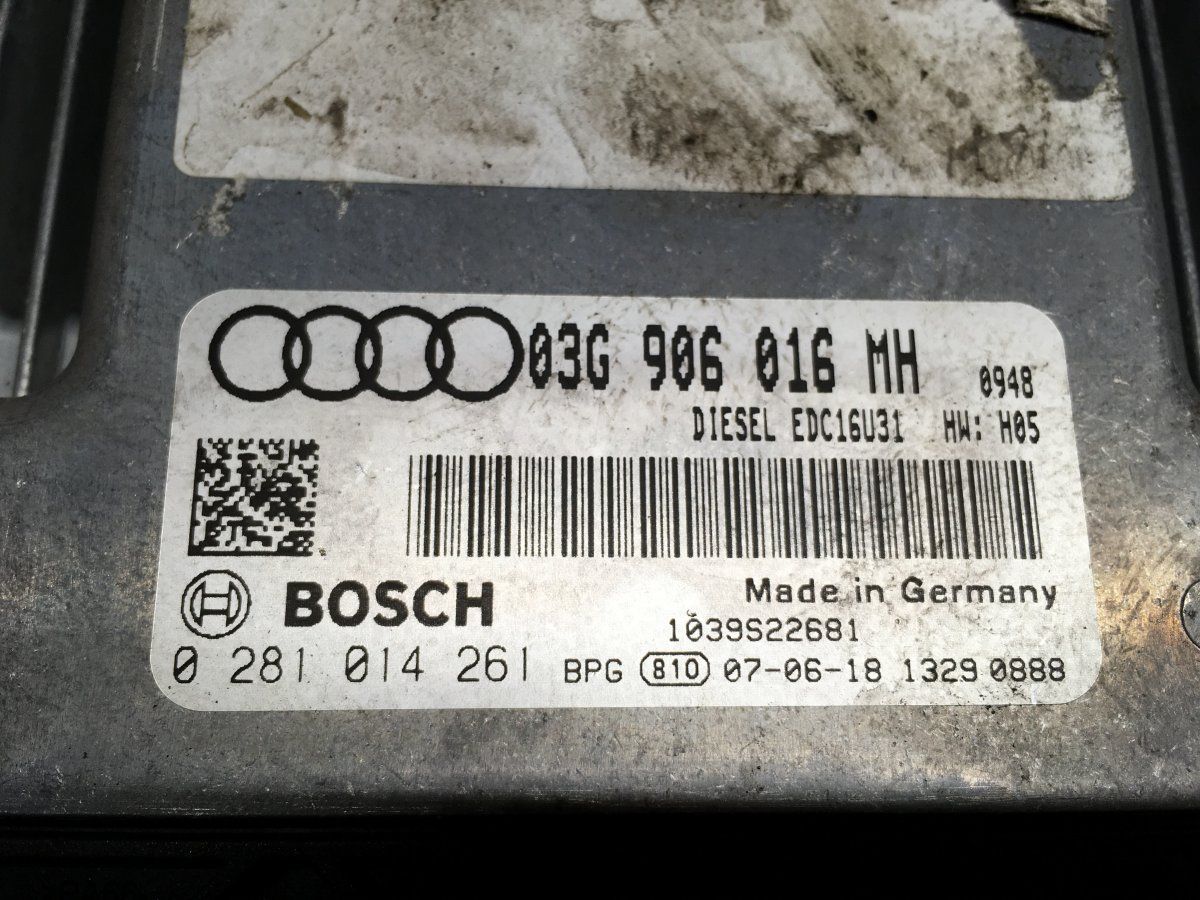 03G 906 016 MH 0948
DIESEL EDC16U31 HW: H05
BOSCH Made in Germany
1039S22681
0 281 014 261 BPG 810 07-06-18 1329 0888